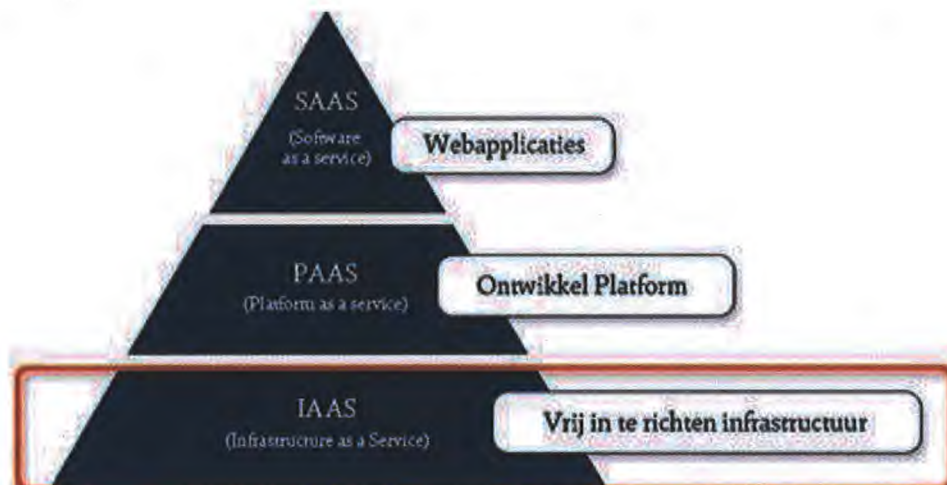 SAAS
(Software
as a service)
Webapplicaties
PAAS
(Platform as a service)
Ontwikkel Platform
IAAS
(Infrastructure as a Service)
Vrij in te richten infrastructuur